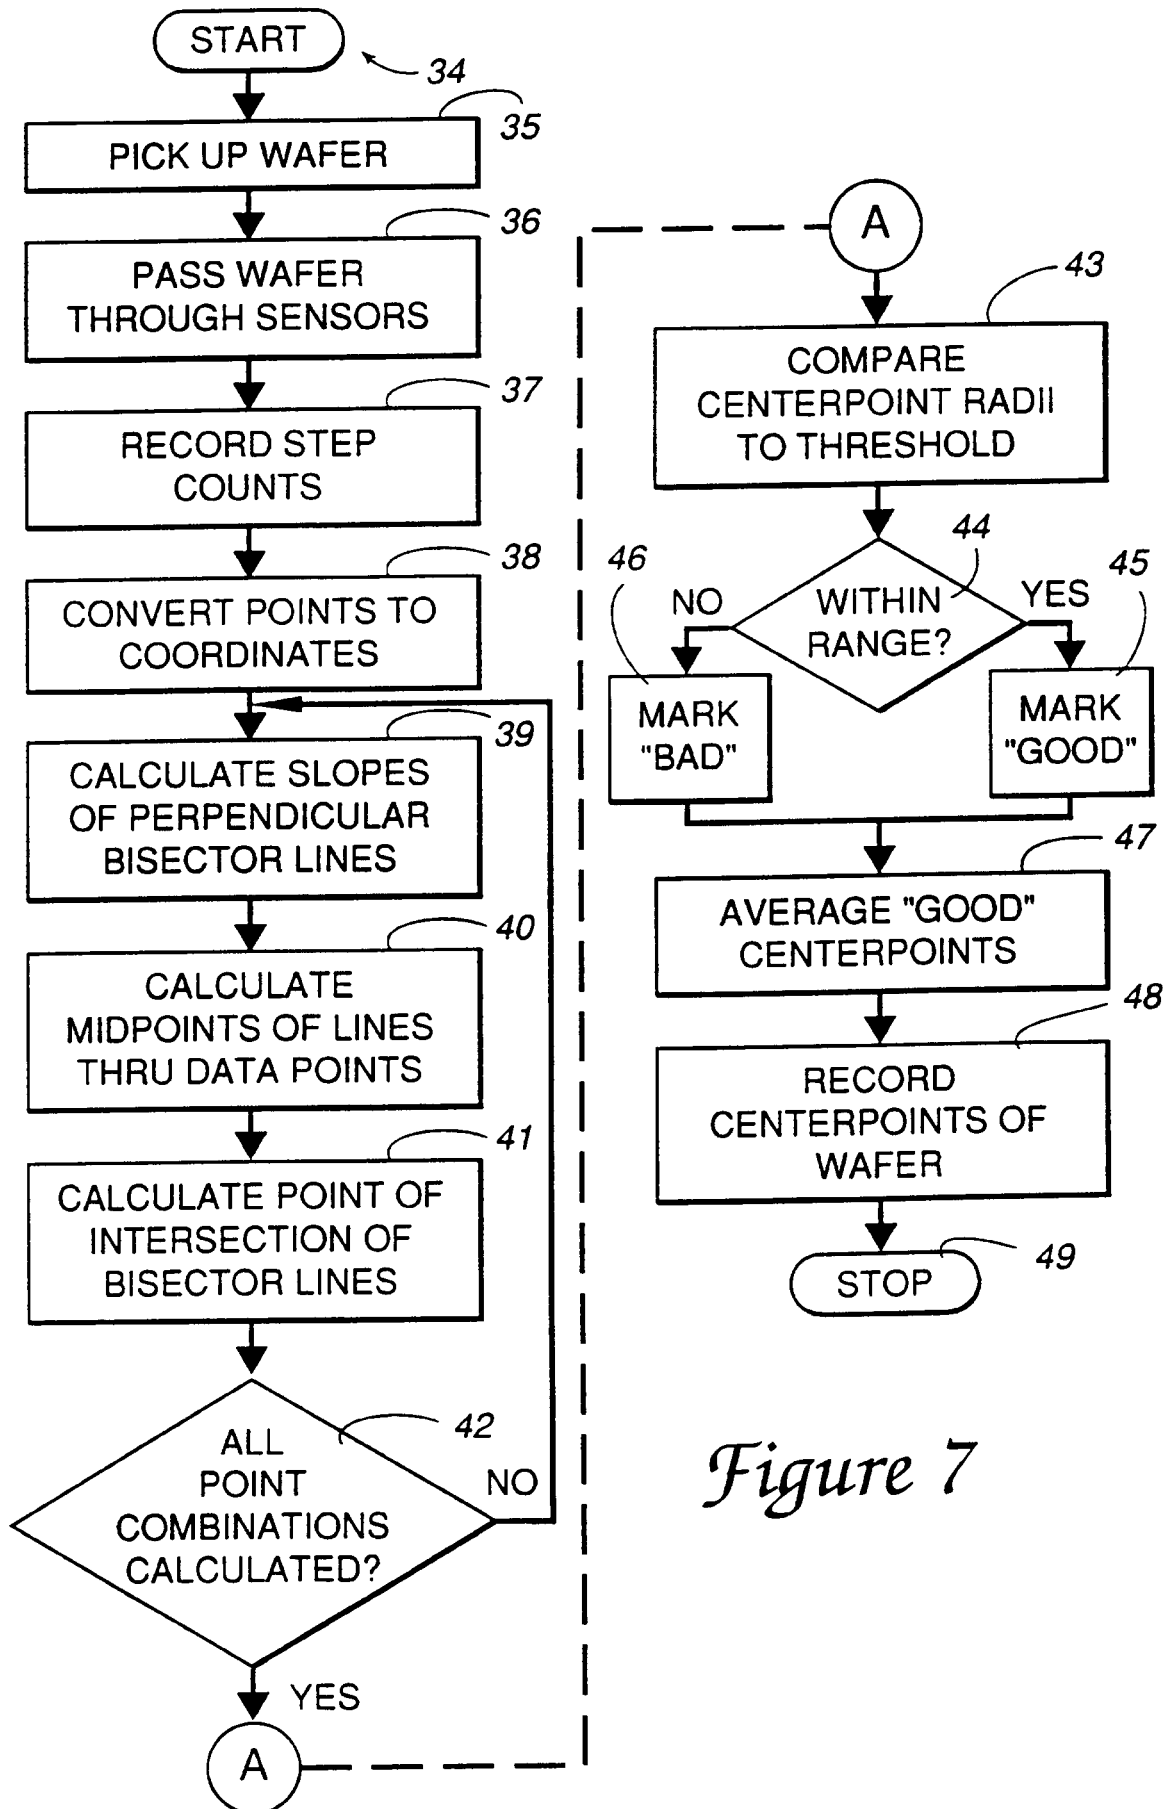 START
34
35
PICK UP WAFER
36
PASS WAFER
THROUGH SENSORS
37
RECORD STEP
COUNTS
38
CONVERT POINTS TO
COORDINATES
39
CALCULATE SLOPES
OF PERPENDICULAR
BISECTOR LINES
40
CALCULATE
MIDPOINTS OF LINES
THRU DATA POINTS
41
CALCULATE POINT OF
INTERSECTION OF
BISECTOR LINES
42
ALL
POINT
COMBINATIONS
CALCULATED?
NO
YES
A
A
43
COMPARE
CENTERPOINT RADII
TO THRESHOLD
44
WITHIN
RANGE?
NO
YES
46
MARK
"BAD"
45
MARK
"GOOD"
47
AVERAGE "GOOD"
CENTERPOINTS
48
RECORD
CENTERPOINTS OF
WAFER
STOP
49
Figure 7